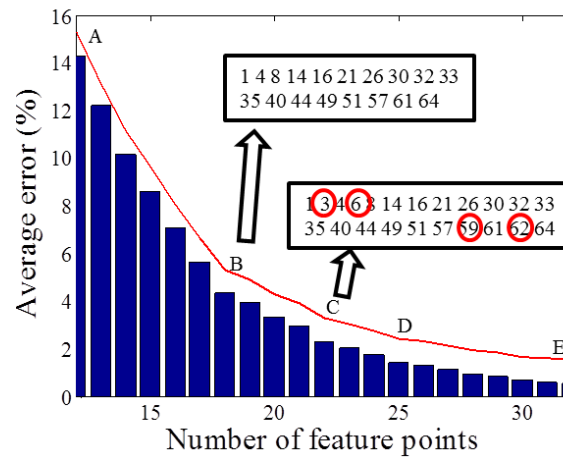 16
14
12
10
8
6
4
2
0
Average error (%)
A
1 4 8 14 16 21 26 30 32 33
35 40 44 49 51 57 61 64
1 3 4 6 8 14 16 21 26 30 32 33
35 40 44 49 51 57 59 61 62 64
B
C
D
E
15
20
25
30
Number of feature points